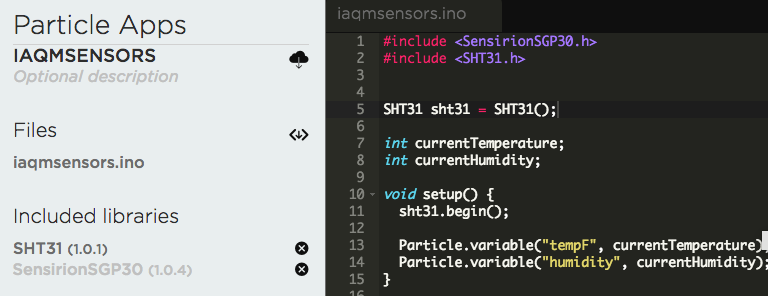 Particle Apps
IAQMSENSORS
Optional description
Files
iaqmsensors.ino
Included libraries
SHT31 (1.0.1)
SensirionSGP30 (1.0.4)
iaqmsensors.ino
1 #include <SensirionSGP30.h>
2 #include <SHT31.h>
3
4
5 SHT31 sht31 = SHT31();
6
7 int currentTemperature;
8 int currentHumidity;
9
10 void setup() {
11 sht31.begin();
12
13 Particle.variable("tempF", currentTemperature)
14 Particle.variable("humidity", currentHumidity);
15 }